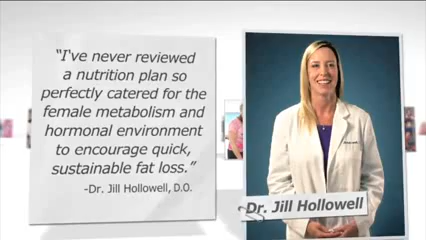 “I've never reviewed
a nutrition plan so
perfectly catered for the
female metabolism and
hormonal environment
to encourage quick,
sustainable fat loss.”
-Dr. Jill Hollowell, D.O.
Dr. Jill Hollowell